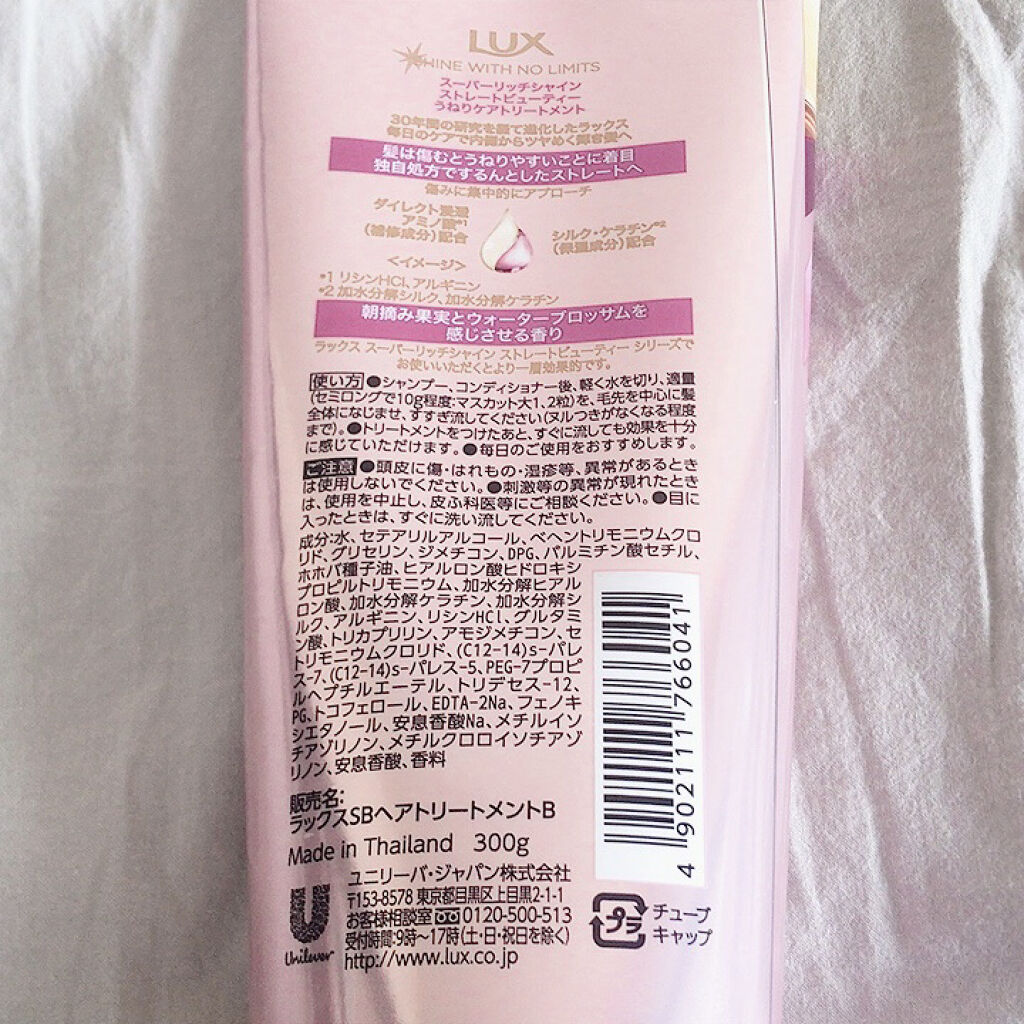 LUX
SHINE WITH NO LIMITS
スーパーリッチシャイン
ストレートビューティー
うねりケアトリートメント
30年間の研究を経て進化したラックス
毎日のケアで内側からツヤめく輝き髪へ
髪は傷むとうねりやすいことに着目
独自処方でするんとしたストレートへ
傷みに集中的にアプローチ
ダイレクト浸透
アミノ酸*1
(補修成分)配合
シルク・ケラチン*2
(保湿成分)配合
<イメージ>
*1 リシンHCl、アルギニン
*2 加水分解シルク、加水分解ケラチン
朝摘み果実とウォーターブロッサムを
感じさせる香り
ラックス スーパーリッチシャイン ストレートビューティー シリーズで
お使いいただくとより一層効果的です。
使い方 ●シャンプー、コンディショナー後、軽く水を切り、適量
(セミロングで10g程度:マスカット大1、2粒)を、毛先を中心に髪
全体になじませ、すすぎ流してください(ヌルつきがなくなる程度
まで)。●トリートメントをつけたあと、すぐに流しても効果を十分
に感じていただけます。●毎日のご使用をおすすめします。
ご注意 ●頭皮に傷・はれもの・湿疹等、異常があるとき
は使用しないでください。●刺激等の異常が現れたとき
は、使用を中止し、皮ふ科医等にご相談ください。●目に
入ったときは、すぐに洗い流してください。
成分:水、セテアリルアルコール、ベヘントリモニウムクロ
リド、グリセリン、ジメチコン、DPG、パルミチン酸セチル、
ホホバ種子油、ヒアルロン酸ヒドロキシ
プロピルトリモニウム、加水分解ヒアル
ロン酸、加水分解ケラチン、加水分解シ
ルク、アルギニン、リシンHCl、グルタミ
ン酸、トリカプリリン、アモジメチコン、セ
トリモニウムクロリド、(C12-14)s-パレ
ス-7、(C12-14)s-パレス-5、PEG-7プロピ
ルヘプチルエーテル、トリデセス-12、
PG、トコフェロール、EDTA-2Na、フェノキ
シエタノール、安息香酸Na、メチルイソ
チアゾリノン、メチルクロロイソチアゾ
リノン、安息香酸、香料
4902111766041
販売名:
ラックスSBヘアトリートメントB
Made in Thailand 300g
ユニリーバ・ジャパン株式会社
〒153-8578 東京都目黒区上目黒2-1-1
お客様相談室 0120-500-513
受付時間:9時〜17時(土・日・祝日を除く)
http://www.lux.co.jp
Unilever
プラ
チューブ
キャップ